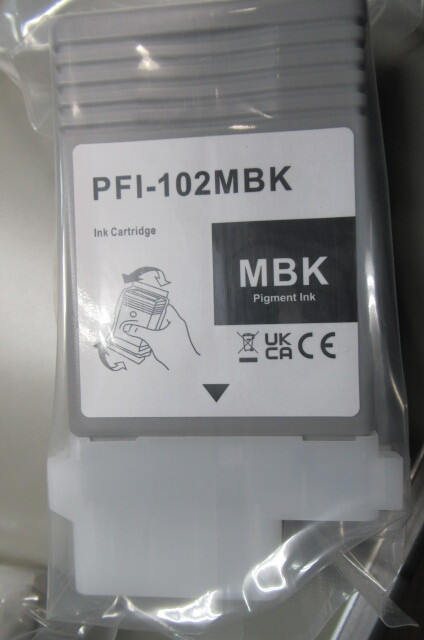 PFI-102MBK
Ink Cartridge
MBK
Pigment Ink
UK
CA CE